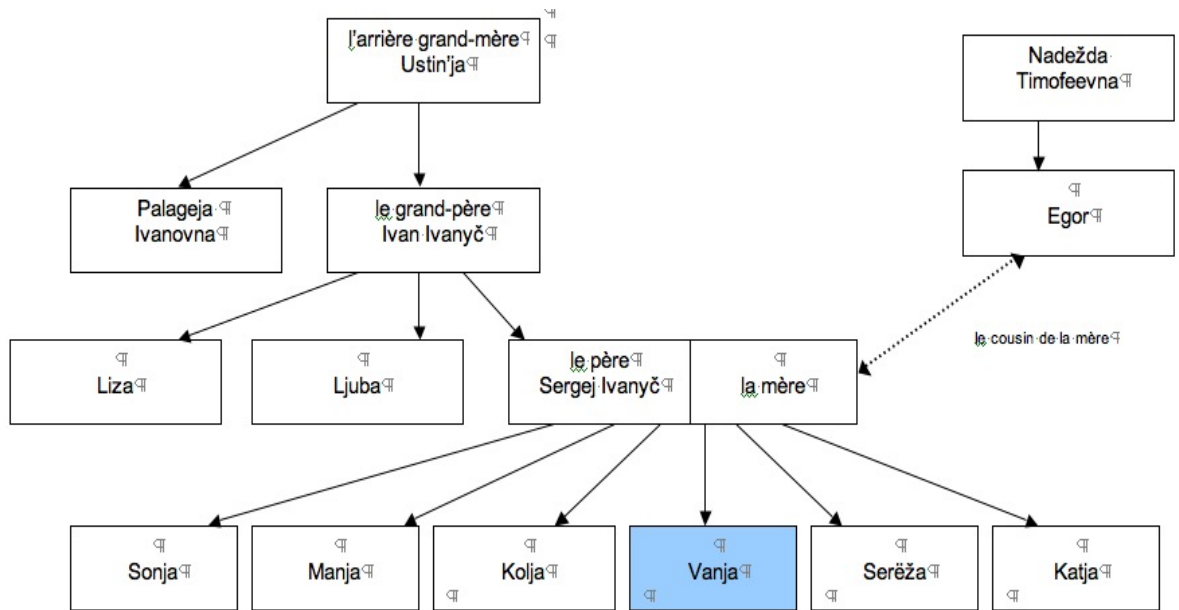 l'arrière grand-mère
Ustin'ja
Nadežda
Timofeevna
Palageja
Ivanovna
le grand-père
Ivan Ivanyč
Egor
le cousin de la mère
Liza
Ljuba
le père
Sergej Ivanyč
la mère
Sonja
Manja
Kolja
Vanja
Serëža
Katja